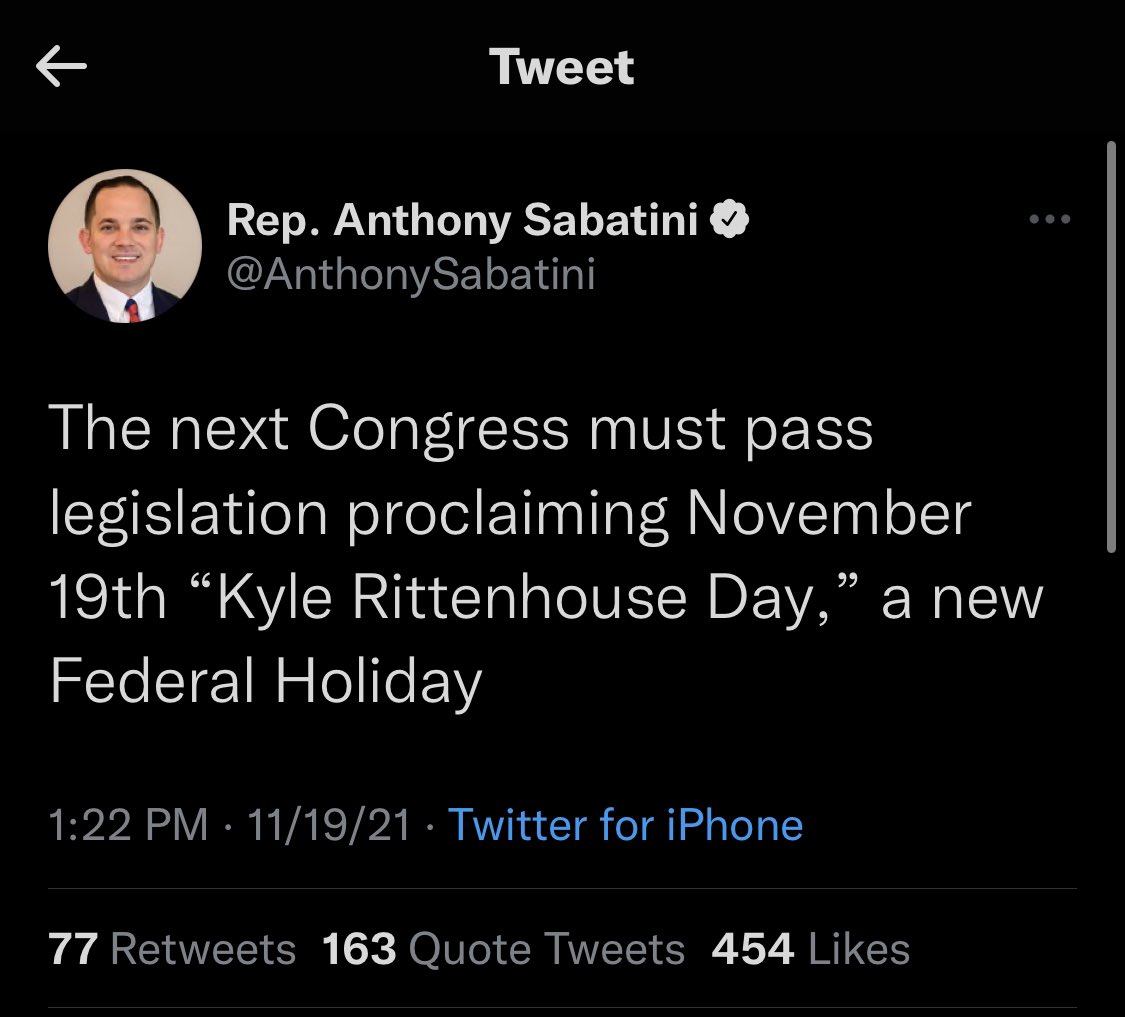 Tweet
Rep. Anthony Sabatini
@AnthonySabatini
The next Congress must pass
legislation proclaiming November
19th “Kyle Rittenhouse Day,” a new
Federal Holiday
1:22 PM · 11/19/21 · Twitter for iPhone
77 Retweets 163 Quote Tweets 454 Likes